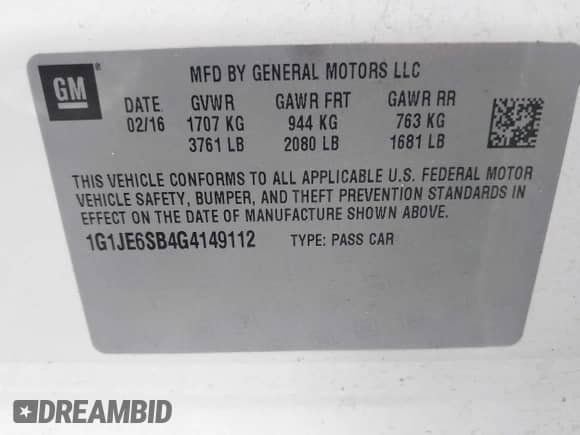 GM®
MFD BY GENERAL MOTORS LLC
DATE GVWR GAWR FRT GAWR RR
02/16 1707 KG 944 KG 763 KG
3761 LB 2080 LB 1681 LB
THIS VEHICLE CONFORMS TO ALL APPLICABLE U.S. FEDERAL MOTOR
VEHICLE SAFETY, BUMPER, AND THEFT PREVENTION STANDARDS IN
EFFECT ON THE DATE OF MANUFACTURE SHOWN ABOVE.
1G1JE6SB4G4149112 TYPE: PASS CAR
DREAMBID